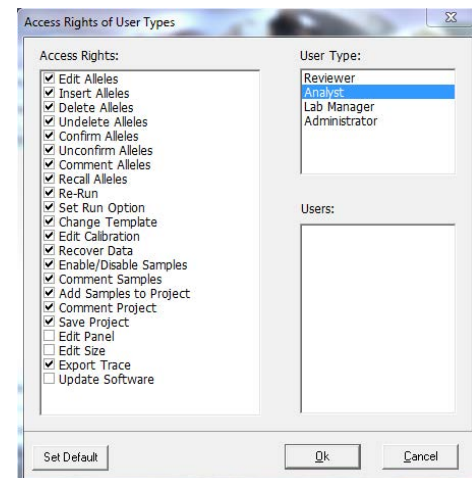 Access Rights of User Types
Access Rights:
Edit Alleles
Insert Alleles
Delete Alleles
Undelete Alleles
Confirm Alleles
Unconfirm Alleles
Comment Alleles
Recall Alleles
Re-Run
Set Run Option
Change Template
Edit Calibration
Recover Data
Enable/Disable Samples
Comment Samples
Add Samples to Project
Comment Project
Save Project
Edit Panel
Edit Size
Export Trace
Update Software
User Type:
Reviewer
Analyst
Lab Manager
Administrator
Users:
Set Default
Ok
Cancel